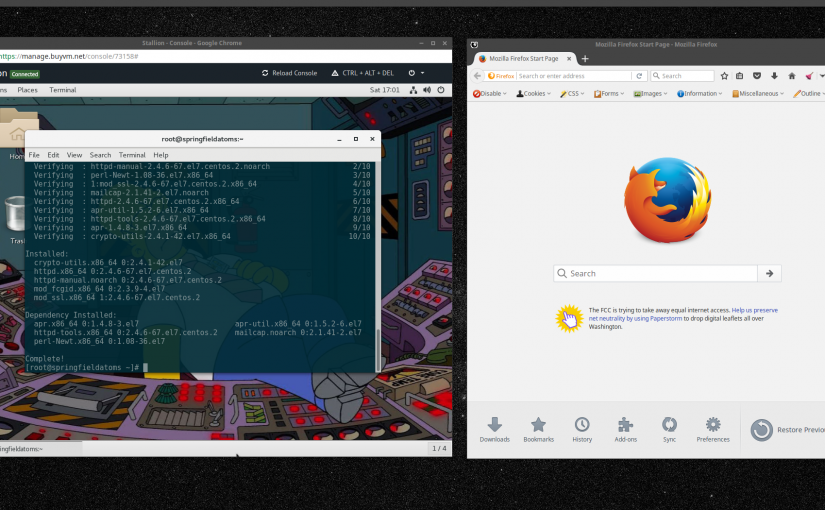 Stallion - Console - Google Chrome
https://manage.buyvm.net/console/73158#
on Connected
Reload Console
CTRL + ALT + DEL
ns Places Terminal
Sat 17:01
Hom
Tras
root@springfieldatoms:~
File Edit View Search Terminal Help
Verifying : httpd-manual-2.4.6-67.el7.centos.2.noarch 2/10
Verifying : perl-Newt-1.08-36.el7.x86_64 3/10
Verifying : 1:mod_ssl-2.4.6-67.el7.centos.2.x86_64 4/10
Verifying : mailcap-2.1.41-2.el7.noarch 5/10
Verifying : httpd-2.4.6-67.el7.centos.2.x86_64 6/10
Verifying : apr-util-1.5.2-6.el7.x86_64 7/10
Verifying : httpd-tools-2.4.6-67.el7.centos.2.x86_64 8/10
Verifying : apr-1.4.8-3.el7.x86_64 9/10
Verifying : crypto-utils-2.4.1-42.el7.x86_64 10/10
Installed:
crypto-utils.x86_64 0:2.4.1-42.el7
httpd.x86_64 0:2.4.6-67.el7.centos.2
httpd-manual.noarch 0:2.4.6-67.el7.centos.2
mod_fcgid.x86_64 0:2.3.9-4.el7
mod_ssl.x86_64 1:2.4.6-67.el7.centos.2
Dependency Installed:
apr.x86_64 0:1.4.8-3.el7 apr-util.x86_64 0:1.5.2-6.el7
httpd-tools.x86_64 0:2.4.6-67.el7.centos.2 mailcap.noarch 0:2.1.41-2.el7
perl-Newt.x86_64 0:1.08-36.el7
Complete!
[root@springfieldatoms ~]#
ingfieldatoms:~
1 / 4
Mozilla Firefox Start Page - Mozilla Firefox
Mozilla Firefox Start Page
Firefox Search or enter address
Search
Disable Cookies CSS Forms Images Information Miscellaneous Outline
Search
The FCC is trying to take away equal internet access. Help us preserve
net neutrality by using Paperstorm to drop digital leaflets all over
Washington.
Downloads Bookmarks History Add-ons Sync Preferences
Restore Previou